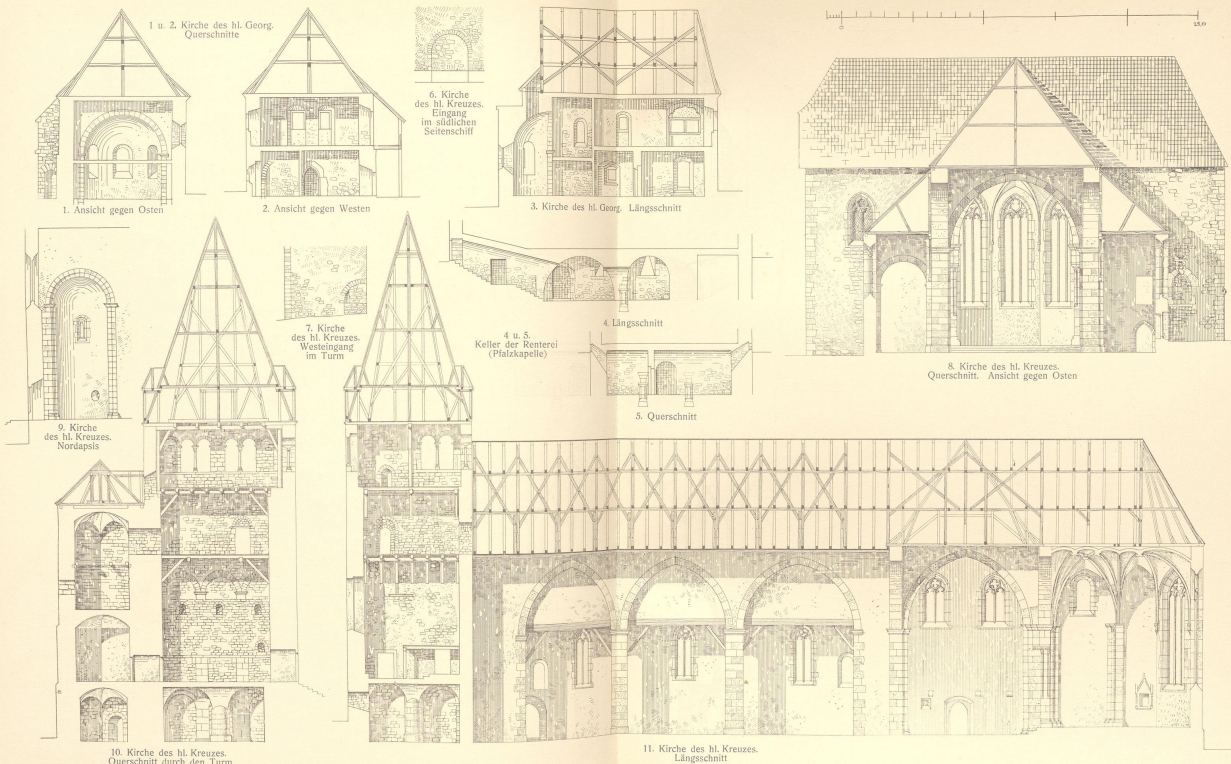 1 u. 2. Kirche des hl. Georg.
Querschnitte
1. Ansicht gegen Osten
2. Ansicht gegen Westen
6. Kirche
des hl. Kreuzes.
Eingang
im südlichen
Seitenschiff
3. Kirche des hl. Georg. Längsschnitt
0
15,0
9. Kirche
des hl. Kreuzes.
Nordapsis
7. Kirche
des hl. Kreuzes.
Westeingang
im Turm
4. Längsschnitt
4 u. 5.
Keller der Renterei
(Pfalzkapelle)
5. Querschnitt
8. Kirche des hl. Kreuzes.
Querschnitt. Ansicht gegen Osten
10. Kirche des hl. Kreuzes.
Querschnitt durch den Turm
11. Kirche des hl. Kreuzes.
Längsschnitt